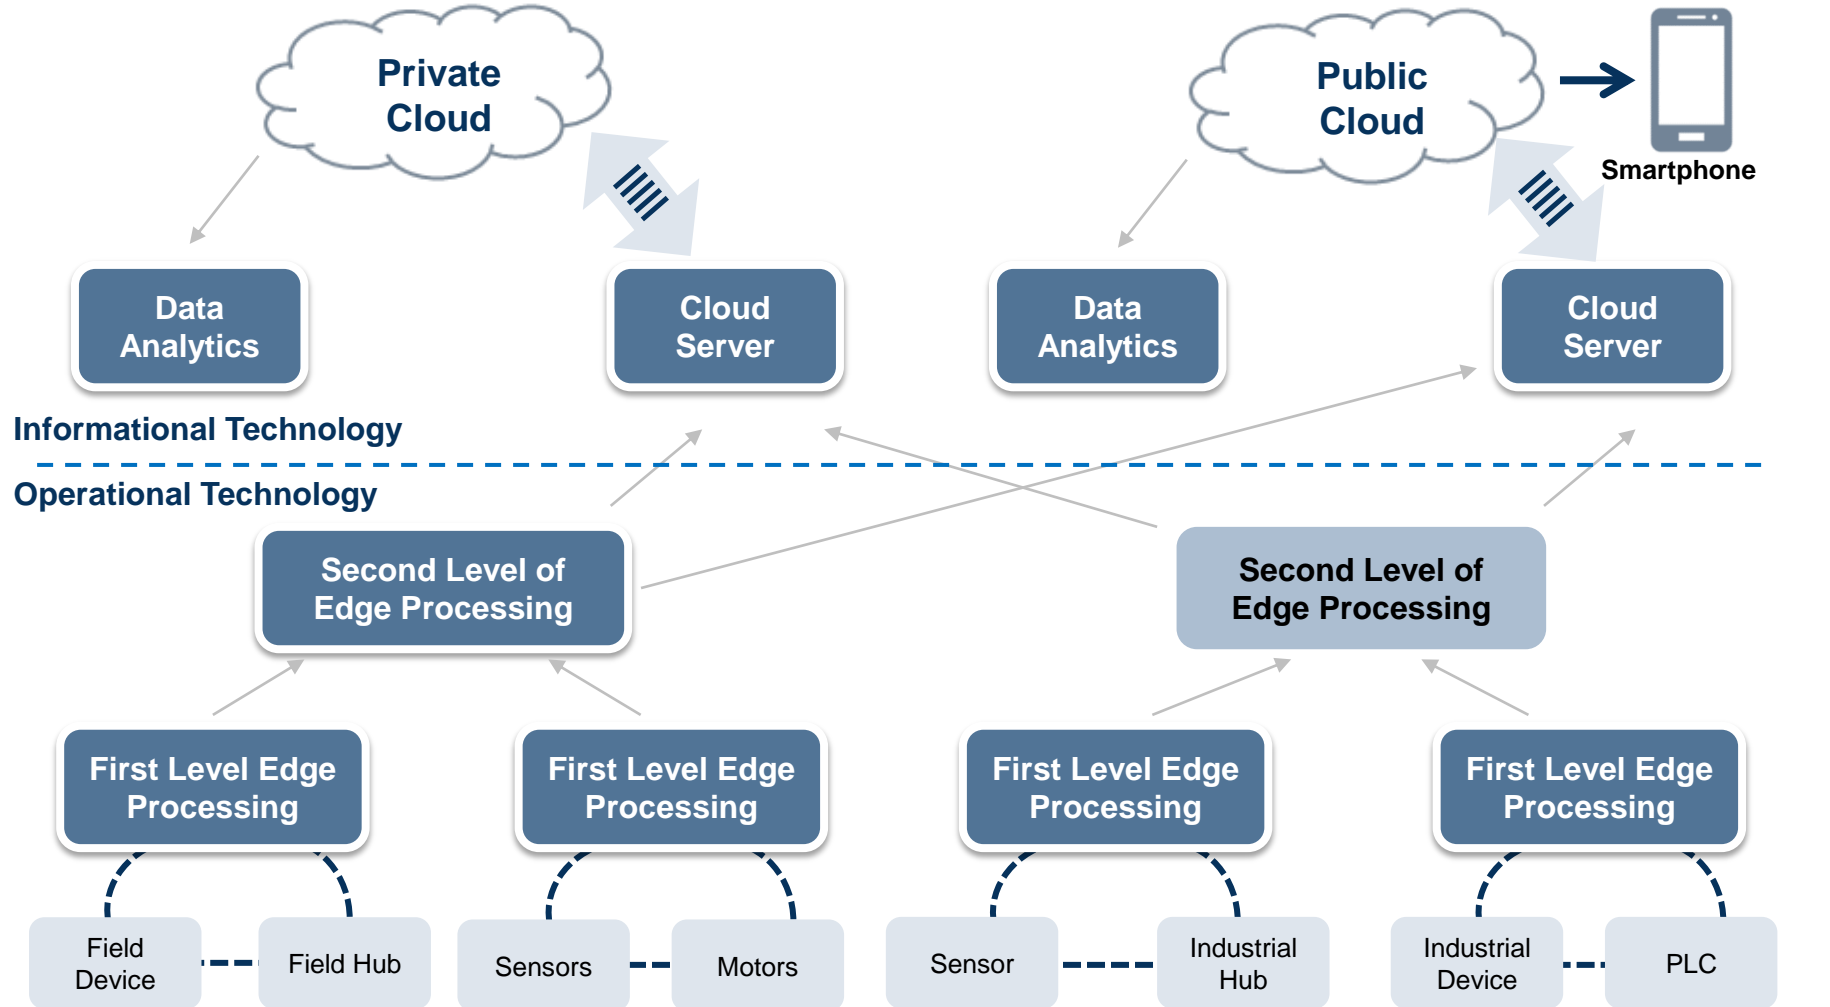 Private
Cloud
Public
Cloud
Smartphone
Data
Analytics
Cloud
Server
Data
Analytics
Cloud
Server
Informational Technology
Operational Technology
Second Level of
Edge Processing
Second Level of
Edge Processing
First Level Edge
Processing
First Level Edge
Processing
First Level Edge
Processing
First Level Edge
Processing
Field
Device
Field Hub
Sensors
Motors
Sensor
Industrial
Hub
Industrial
Device
PLC